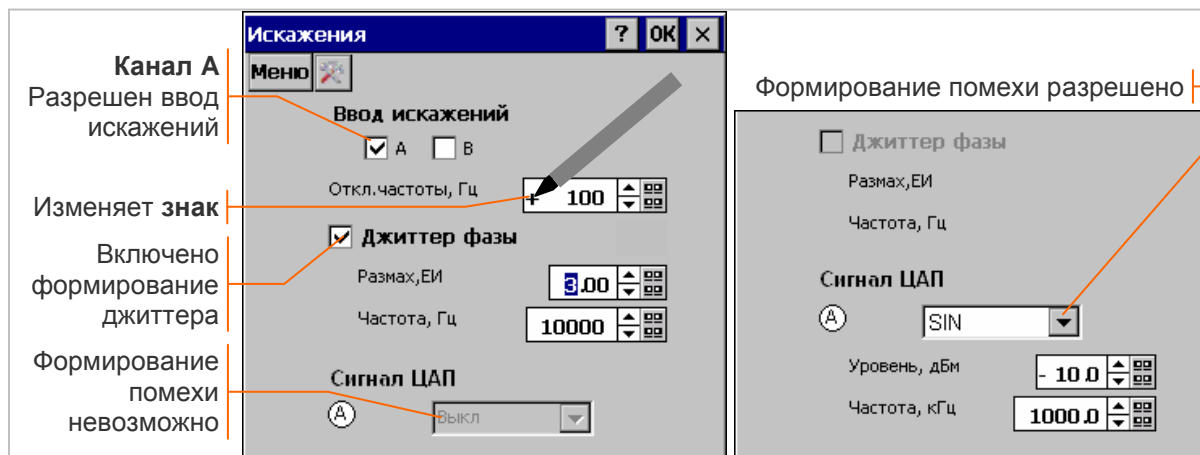 Канал А
Разрешен ввод
искажений
Изменяет знак
Включено
формирование
джиттера
Формирование
помехи
невозможно
Искажения
? OK ×
Меню
Ввод искажений
А В
Откл.частоты, Гц + 100
Джиттер фазы
Размах,ЕИ 3.00
Частота, Гц 10000
Сигнал ЦАП
А Выкл
Формирование помехи разрешено
Джиттер фазы
Размах,ЕИ
Частота, Гц
Сигнал ЦАП
А SIN
Уровень, дБм - 10.0
Частота, кГц 1000.0